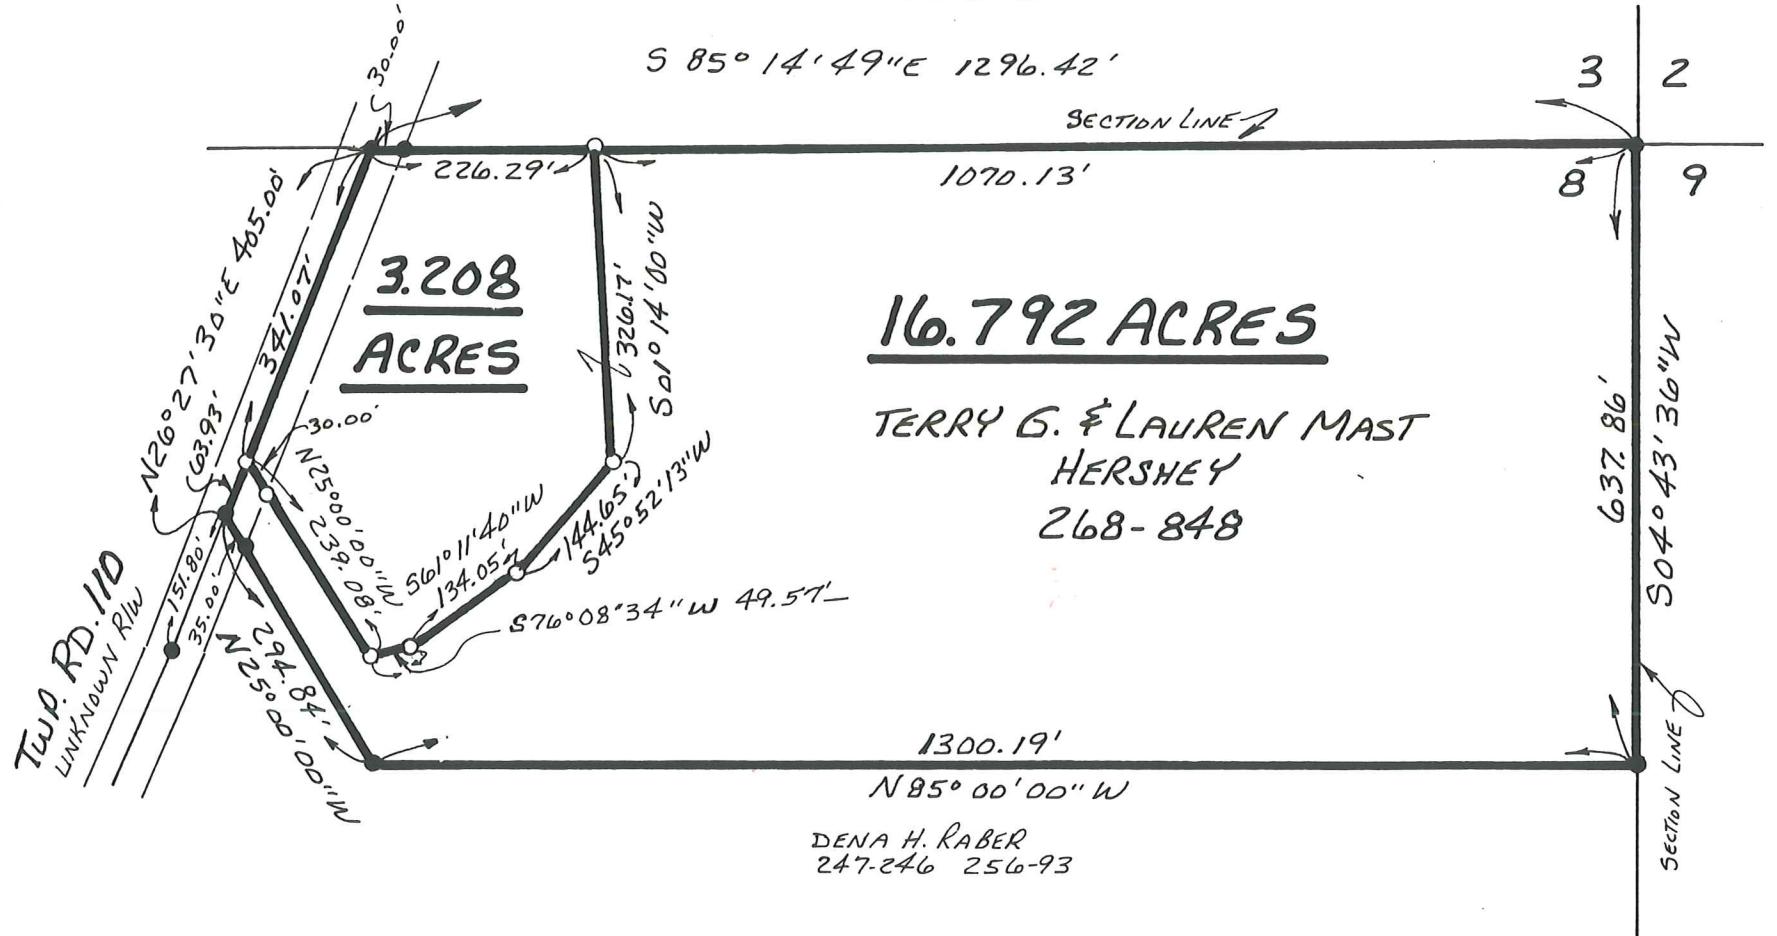 30.00'
S 85° 14' 49"E 1296.42'
3 2
SECTION LINE
226.29'
1070.13'
8 9
N26° 27' 30"E 405.00'
341.07'
63.93'
3.208
ACRES
326.17'
S01° 14' 00"W
16.792 ACRES
TERRY G. & LAUREN MAST
HERSHEY
268-848
637.86'
S04° 43' 36"W
30.00'
N25°00'00"W
239.08'
S61° 11' 40"W
134.05'
144.65'
S45° 52' 13"W
S76° 08" 34" W 49.57'
TWP. RD. 110
UNKNOWN R/W
151.80'
35.00'
294.84'
N25° 00' 00"W
1300.19'
N 85° 00' 00" W
SECTION LINE
DENA H. RABER
247-246 256-93